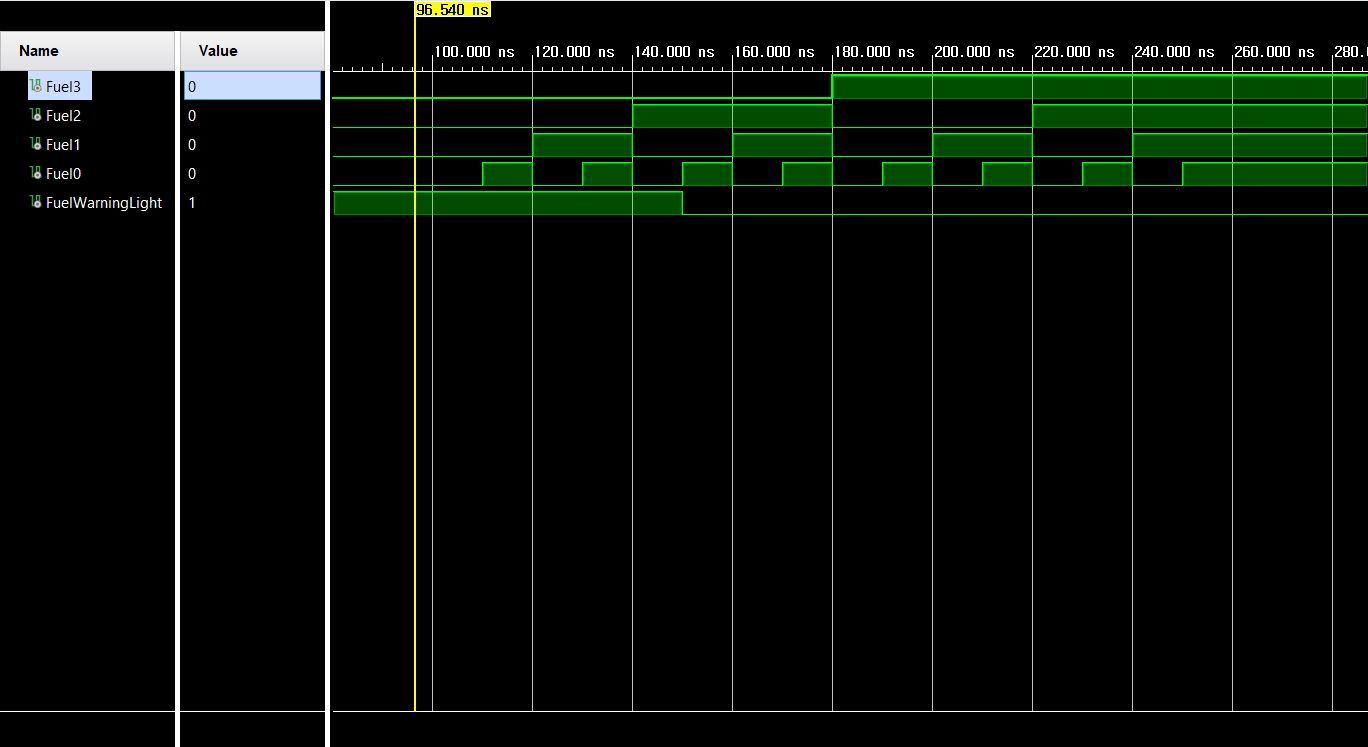 96.540 ns
Name Value
100.000 ns 120.000 ns 140.000 ns 160.000 ns 180.000 ns 200.000 ns 220.000 ns 240.000 ns 260.000 ns 280.
Fuel3 0
Fuel2 0
Fuel1 0
Fuel0 0
FuelWarningLight 1